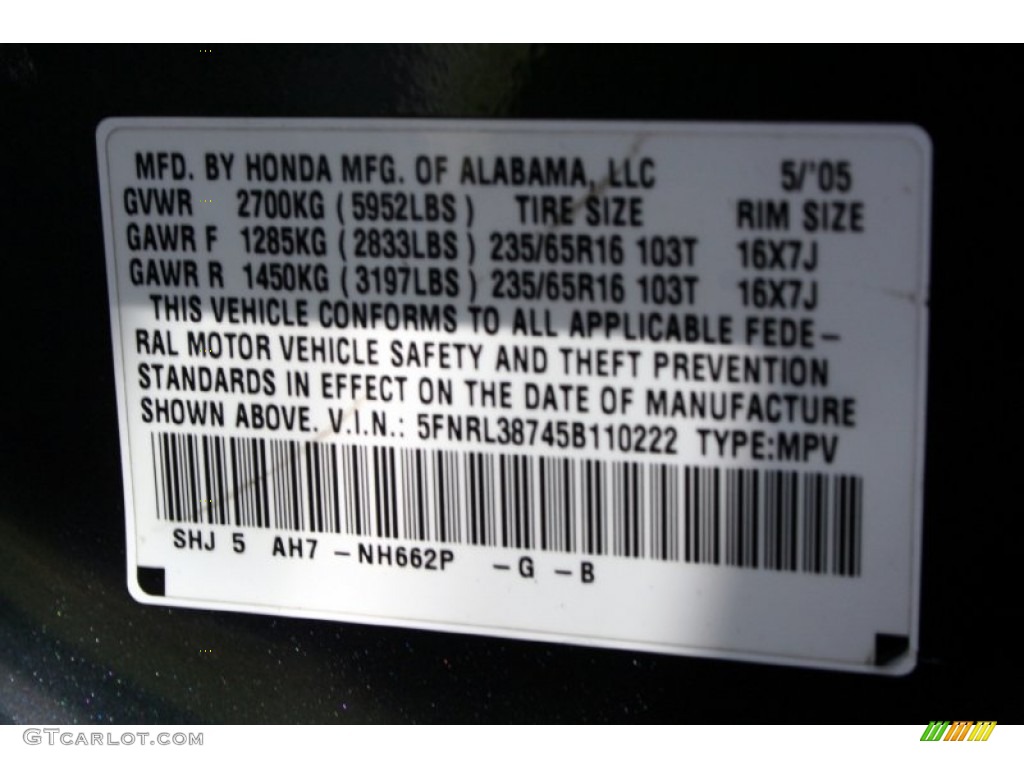 MFD. BY HONDA MFG. OF ALABAMA, LLC 5/'05
GVWR 2700KG (5952LBS) TIRE SIZE RIM SIZE
GAWR F 1285KG (2833LBS) 235/65R16 103T 16X7J
GAWR R 1450KG (3197LBS) 235/65R16 103T 16X7J
THIS VEHICLE CONFORMS TO ALL APPLICABLE FEDE-
RAL MOTOR VEHICLE SAFETY AND THEFT PREVENTION
STANDARDS IN EFFECT ON THE DATE OF MANUFACTURE
SHOWN ABOVE. V.I.N.: 5FNRL38745B110222 TYPE:MPV
SHJ 5 AH7 -NH662P -G -B
GTCARLOT.COM